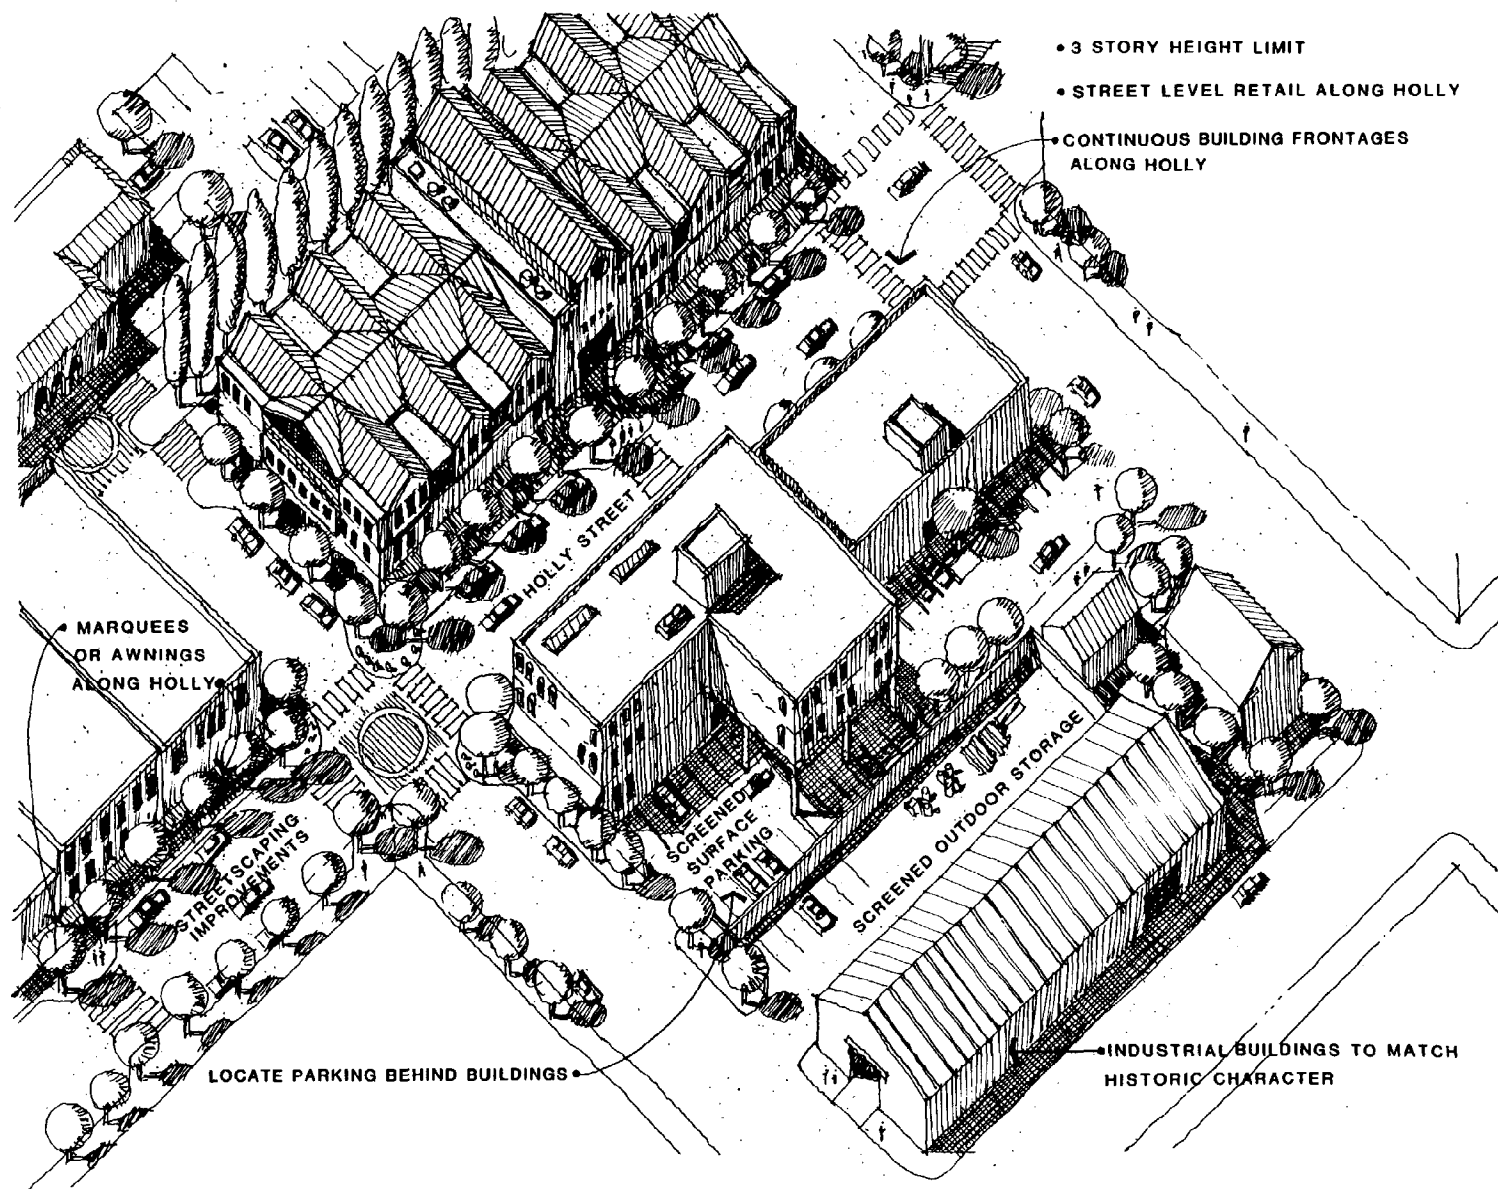 • 3 STORY HEIGHT LIMIT
• STREET LEVEL RETAIL ALONG HOLLY
• CONTINUOUS BUILDING FRONTAGES
ALONG HOLLY
HOLLY STREET
MARQUEES
OR AWNINGS
ALONG HOLLY
STREETSCAPING
IMPROVEMENTS
SCREENED
SURFACE
PARKING
SCREENED OUTDOOR STORAGE
LOCATE PARKING BEHIND BUILDINGS
INDUSTRIAL BUILDINGS TO MATCH
HISTORIC CHARACTER